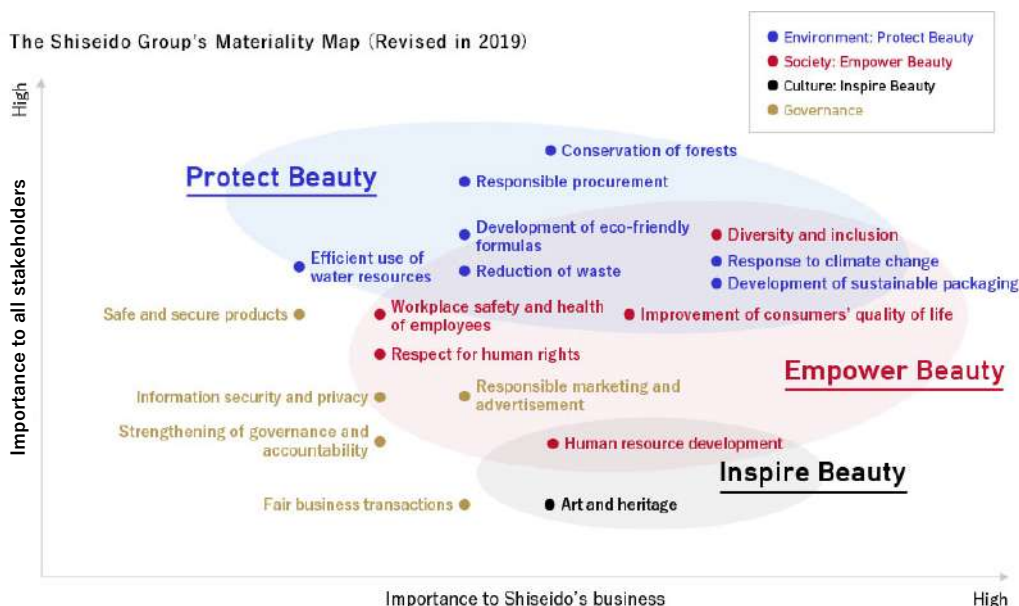 The Shiseido Group's Materiality Map (Revised in 2019)
Environment: Protect Beauty
Society: Empower Beauty
Culture: Inspire Beauty
Governance
High
Importance to all stakeholders
Conservation of forests
Protect Beauty
Responsible procurement
Development of eco-friendly
formulas
Diversity and inclusion
Efficient use of
water resources
Response to climate change
Reduction of waste
Development of sustainable packaging
Safe and secure products
Workplace safety and health
of employees
Improvement of consumers' quality of life
Respect for human rights
Empower Beauty
Information security and privacy
Responsible marketing and
advertisement
Strengthening of governance and
accountability
Human resource development
Inspire Beauty
Fair business transactions
Art and heritage
Importance to Shiseido's business
High